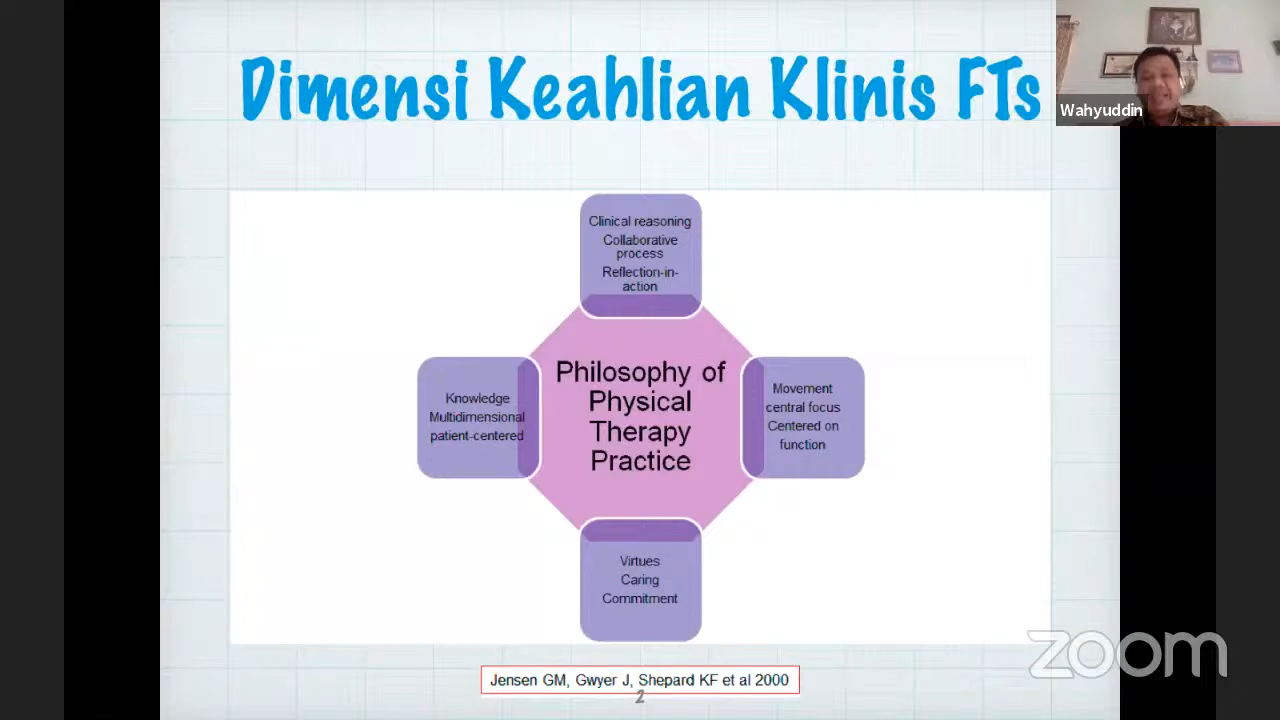 Dimensi Keahlian Klinis FTs
Wahyuddin
Clinical reasoning
Collaborative
process
Reflection-in-
action
Knowledge
Multidimensional
patient-centered
Philosophy of
Physical
Therapy
Practice
Movement
central focus
Centered on
function
Virtues
Caring
Commitment
Jensen GM, Gwyer J, Shepard KF et al 2000
2
zoom